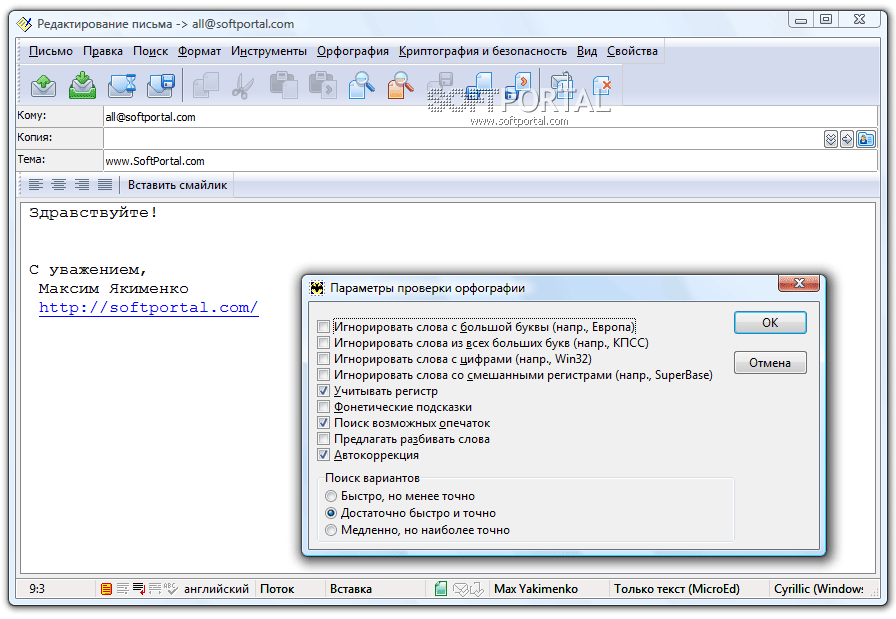 Редактирование письма -> all@softportal.com
Письмо Правка Поиск Формат Инструменты Орфография Криптография и безопасность Вид Свойства
SOFTPORTAL
www.softportal.com
Кому: all@softportal.com
Копия:
Тема: www.SoftPortal.com
Вставить смайлик
Здравствуйте!
С уважением,
Максим Якименко
http://softportal.com/
Параметры проверки орфографии
Игнорировать слова с большой буквы (напр., Европа)
Игнорировать слова из всех больших букв (напр., КПСС)
Игнорировать слова с цифрами (напр., Win32)
Игнорировать слова со смешанными регистрами (напр., SuperBase)
Учитывать регистр
Фонетические подсказки
Поиск возможных опечаток
Предлагать разбивать слова
Автокоррекция
OK
Отмена
Поиск вариантов
Быстро, но менее точно
Достаточно быстро и точно
Медленно, но наиболее точно
9:3 ABC английский Поток Вставка Max Yakimenko Только текст (MicroEd) Cyrillic (Window